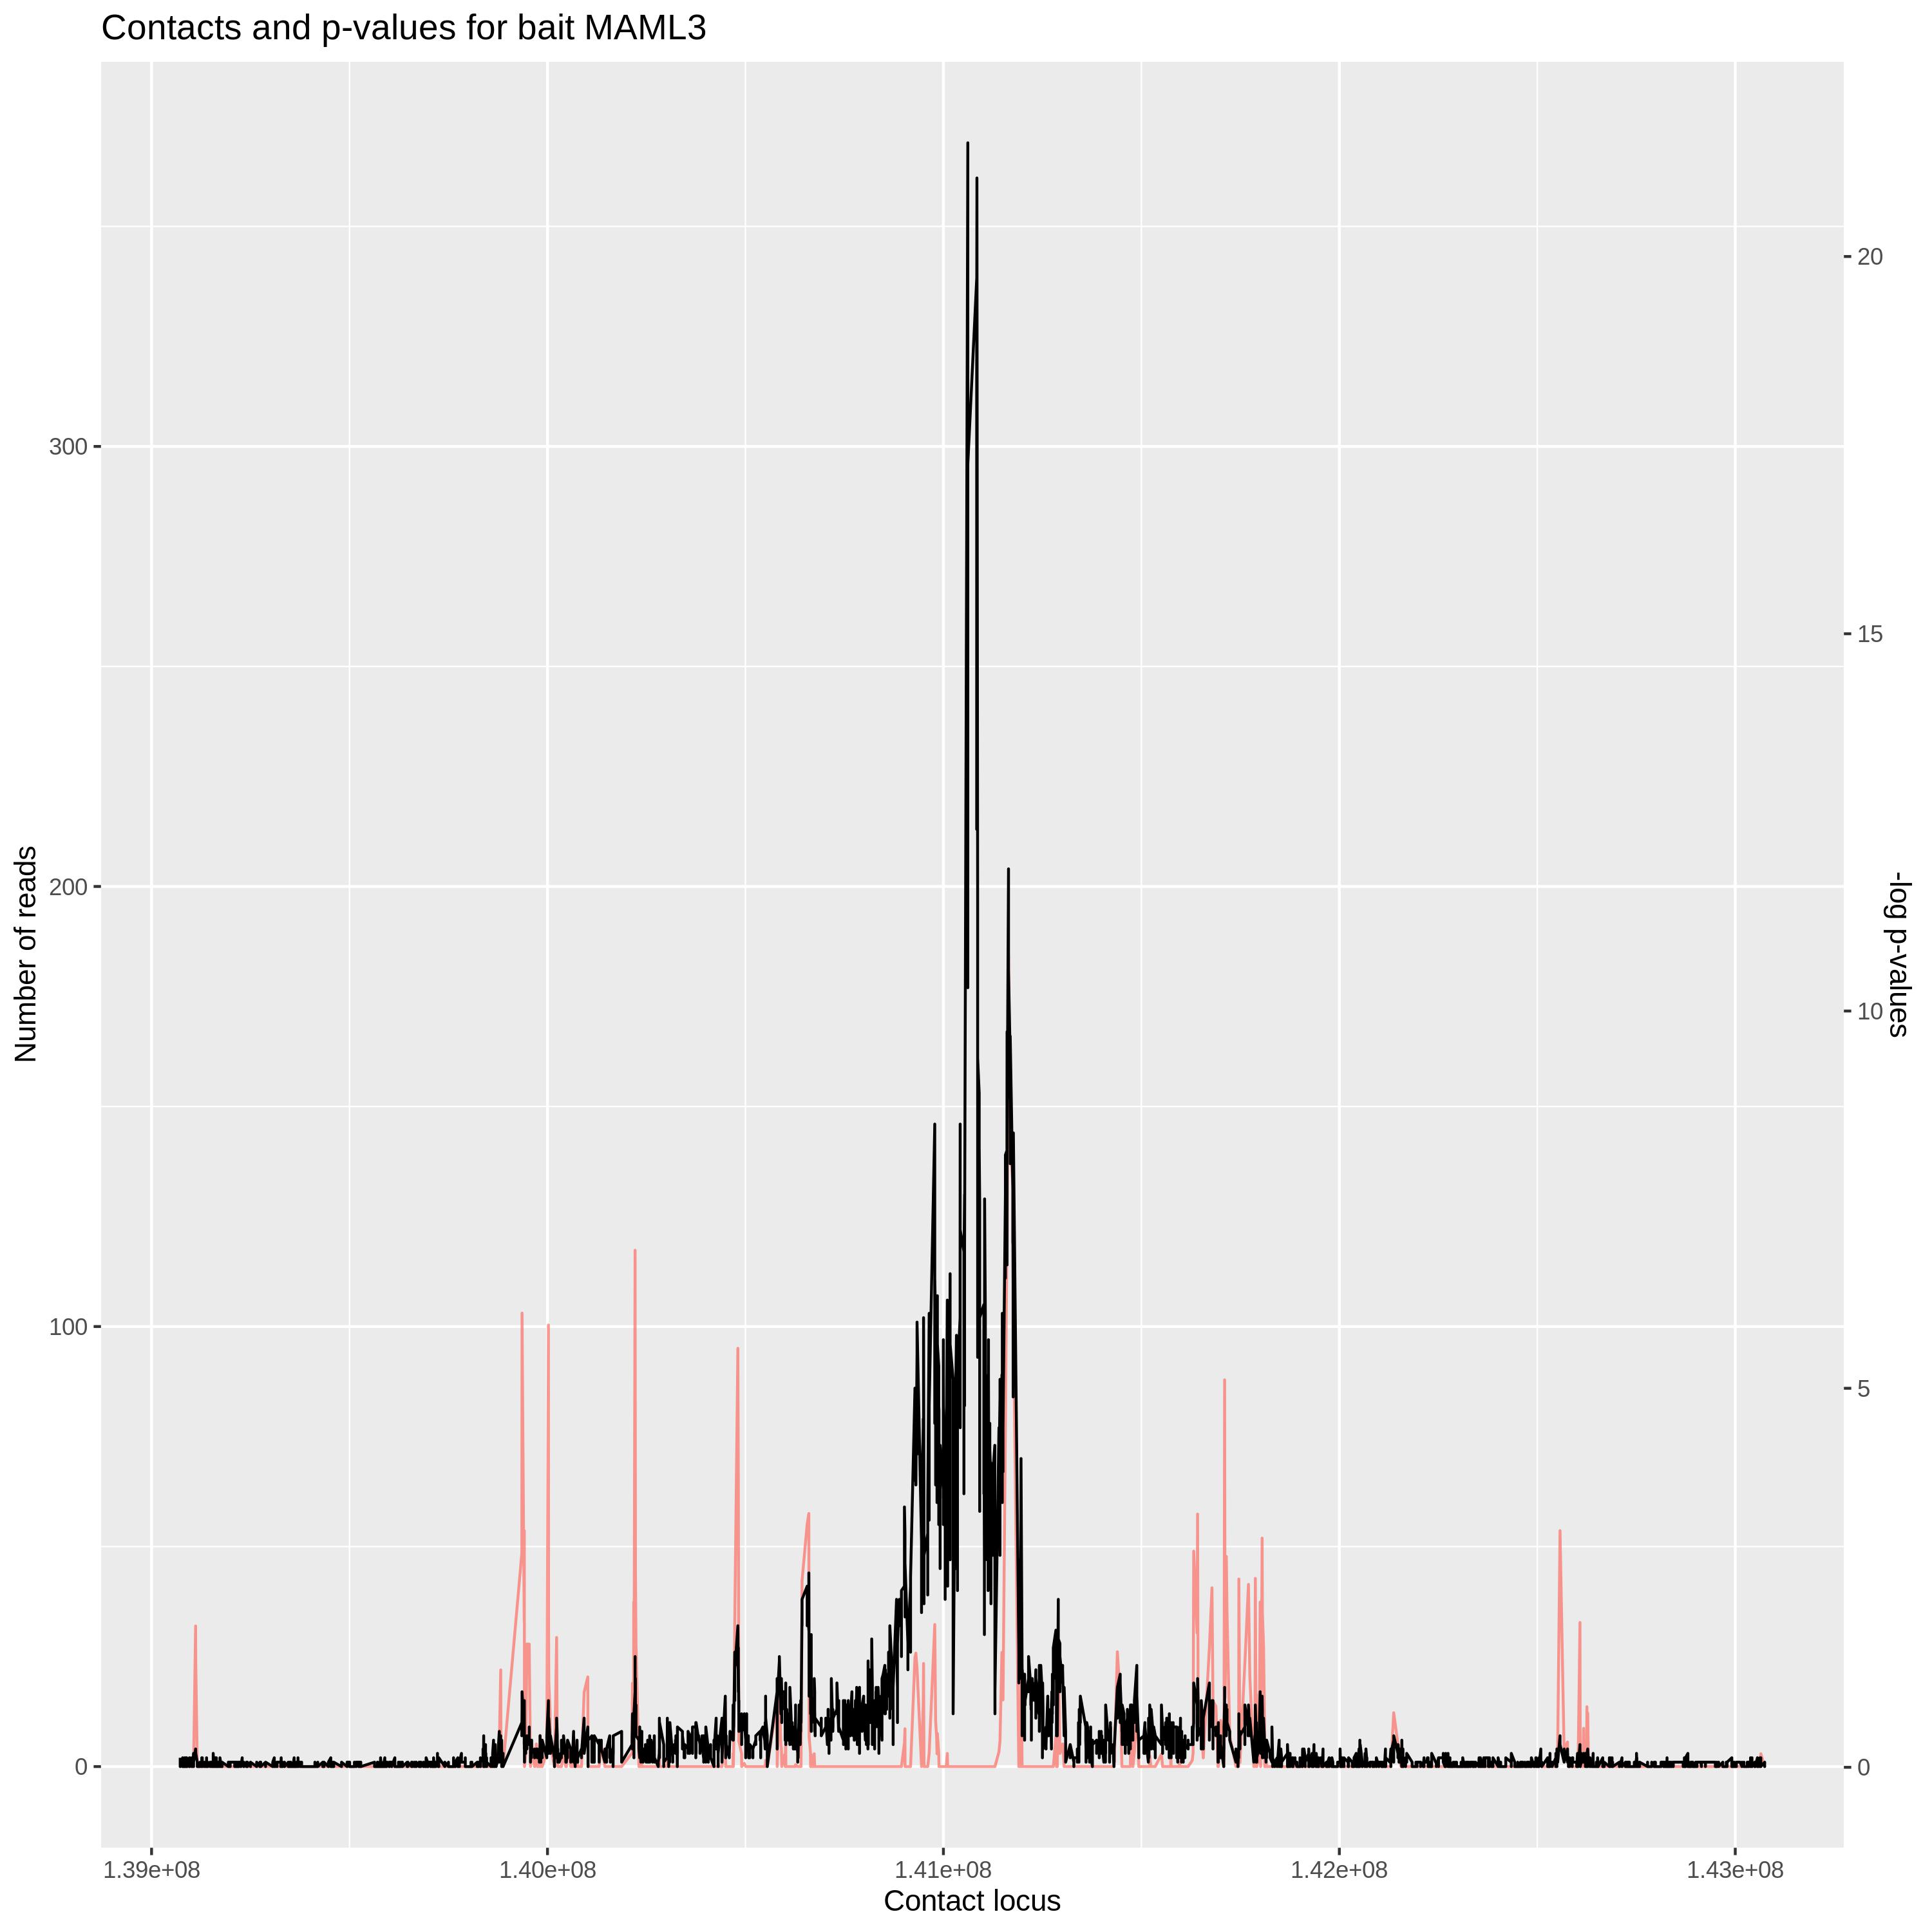 Contacts and p-values for bait MAML3
Number of reads
300
200
100
0
20
15
10
5
0
-log p-values
1.39e+08
1.40e+08
1.41e+08
1.42e+08
1.43e+08
Contact locus